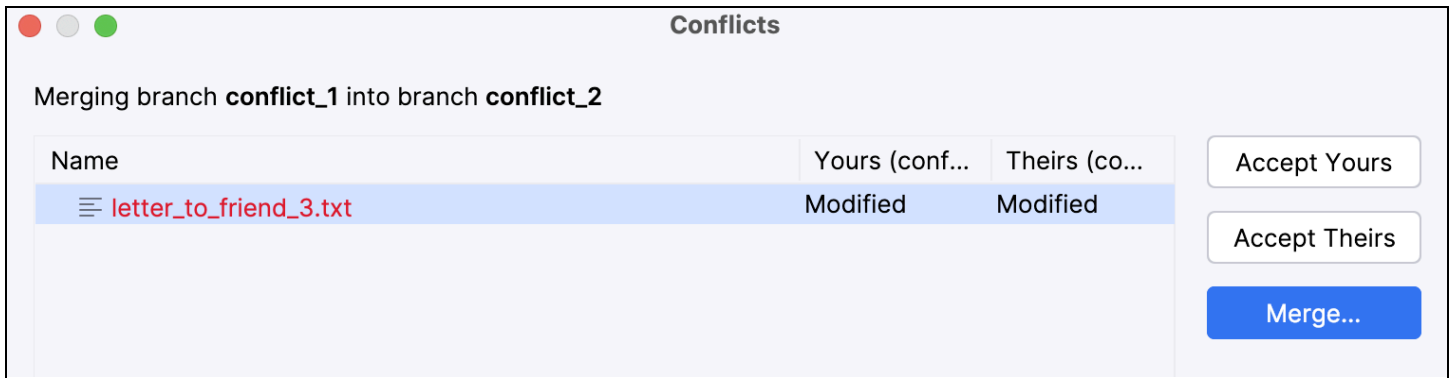 Conflicts
Merging branch conflict_1 into branch conflict_2
Name Yours (conf... Theirs (co...
letter_to_friend_3.txt Modified Modified
Accept Yours
Accept Theirs
Merge...